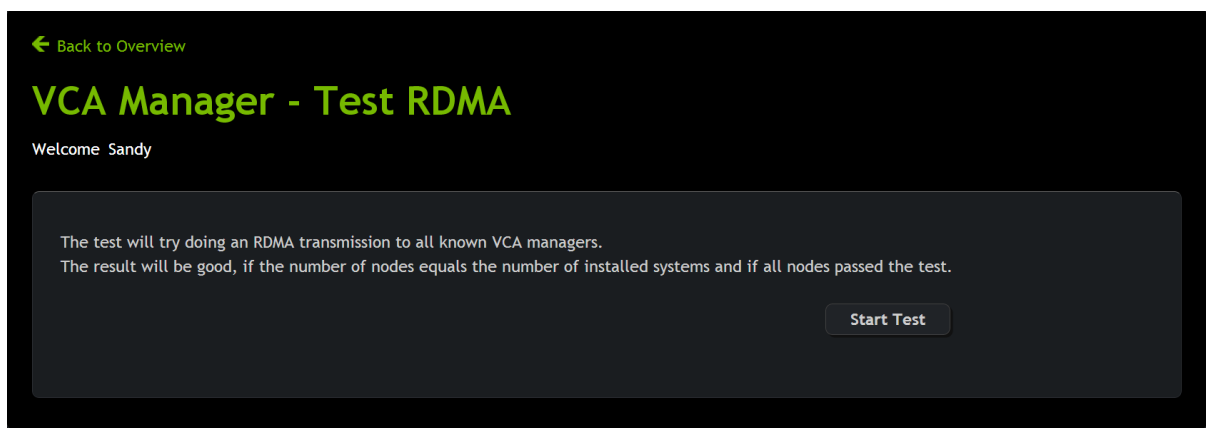 Back to Overview
VCA Manager - Test RDMA
Welcome Sandy
The test will try doing an RDMA transmission to all known VCA managers.
The result will be good, if the number of nodes equals the number of installed systems and if all nodes passed the test.
Start Test